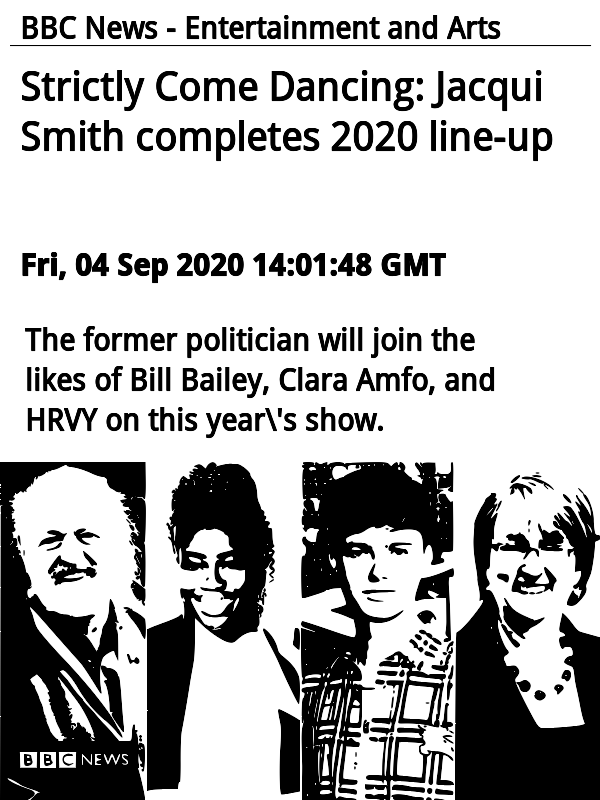 BBC News - Entertainment and Arts
Strictly Come Dancing: Jacqui
Smith completes 2020 line-up
Fri, 04 Sep 2020 14:01:48 GMT
The former politician will join the
likes of Bill Bailey, Clara Amfo, and
HRVY on this year\'s show.
BBC NEWS